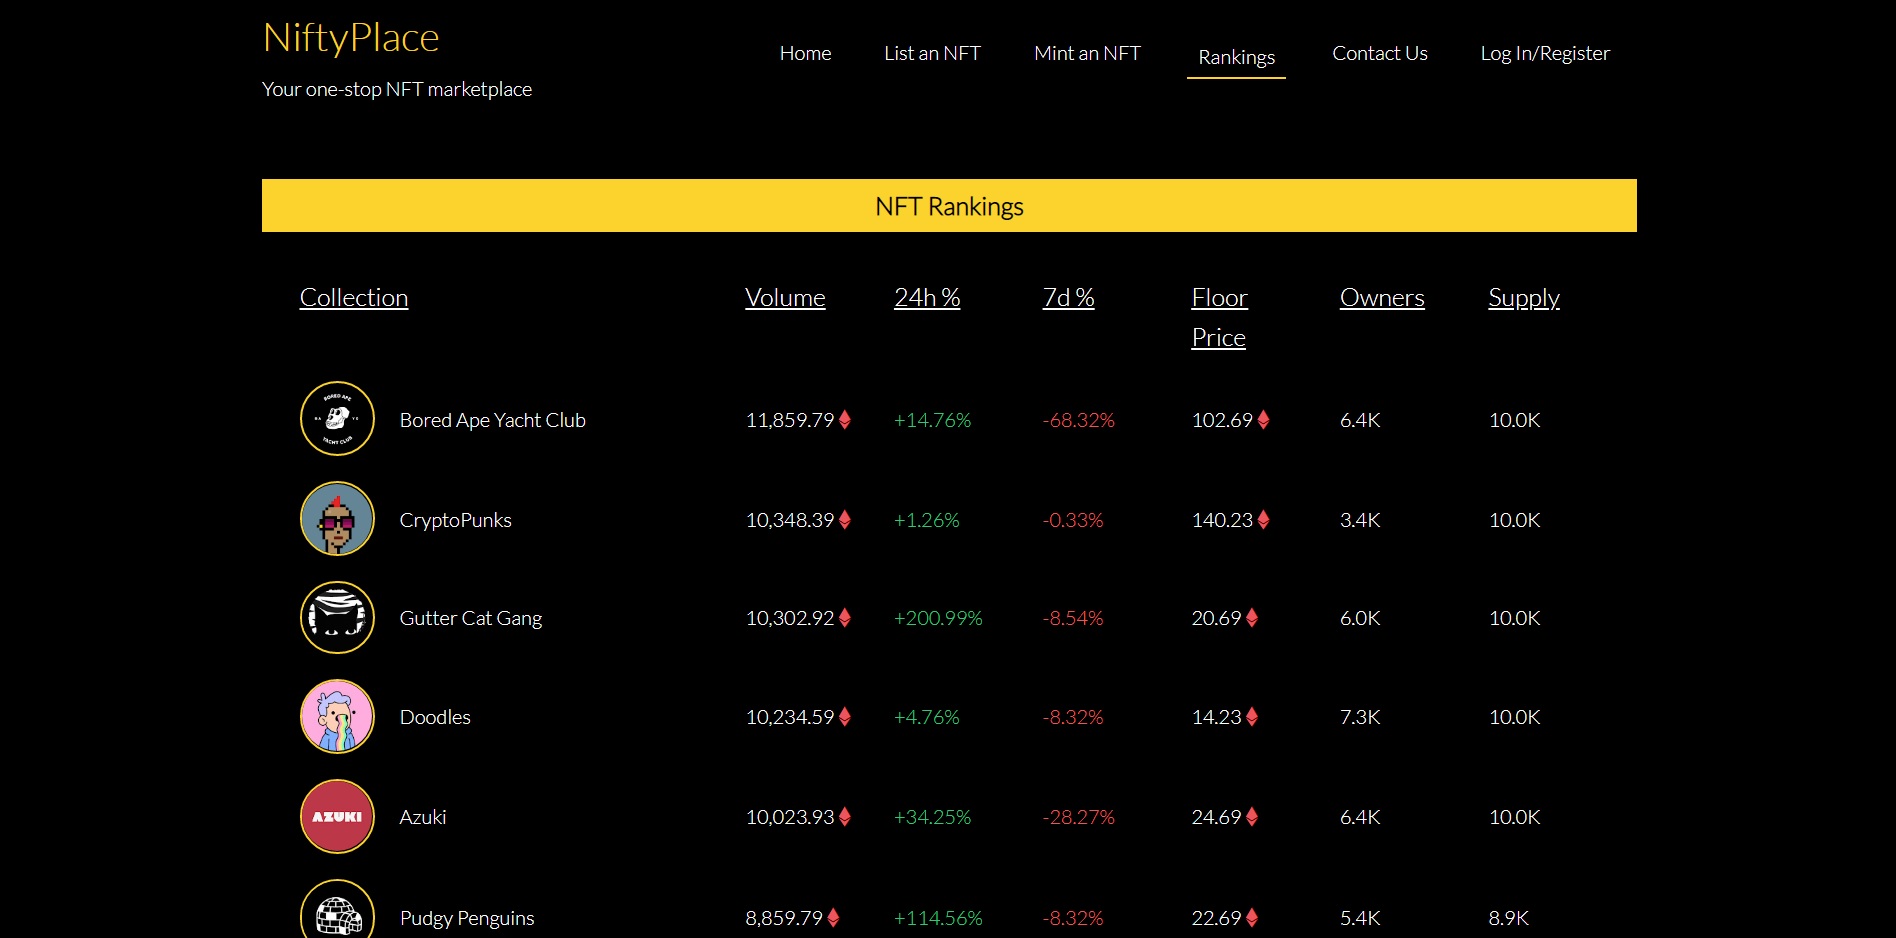 NiftyPlace
Your one-stop NFT marketplace
Home List an NFT Mint an NFT Rankings Contact Us Log In/Register
NFT Rankings
Collection Volume 24h % 7d % Floor Price Owners Supply
BORED APE
BA YC
YACHT CLUB
Bored Ape Yacht Club 11,859.79 +14.76% -68.32% 102.69 6.4K 10.0K
CryptoPunks 10,348.39 +1.26% -0.33% 140.23 3.4K 10.0K
Gutter Cat Gang 10,302.92 +200.99% -8.54% 20.69 6.0K 10.0K
Doodles 10,234.59 +4.76% -8.32% 14.23 7.3K 10.0K
AZUKI
Azuki 10,023.93 +34.25% -28.27% 24.69 6.4K 10.0K
Pudgy Penguins 8,859.79 +114.56% -8.32% 22.69 5.4K 8.9K